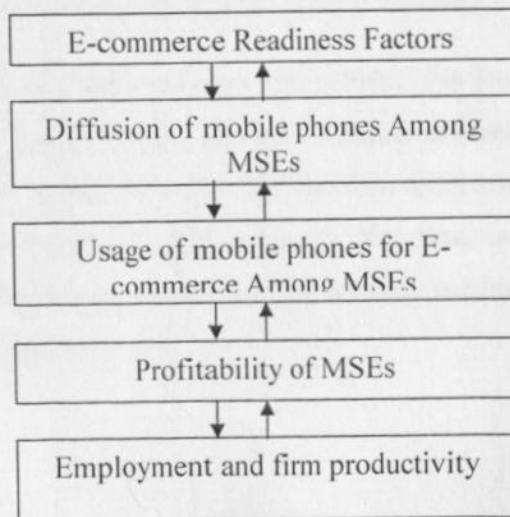 E-commerce Readiness Factors
Diffusion of mobile phones Among
MSEs
Usage of mobile phones for E-
commerce Among MSEs
Profitability of MSEs
Employment and firm productivity